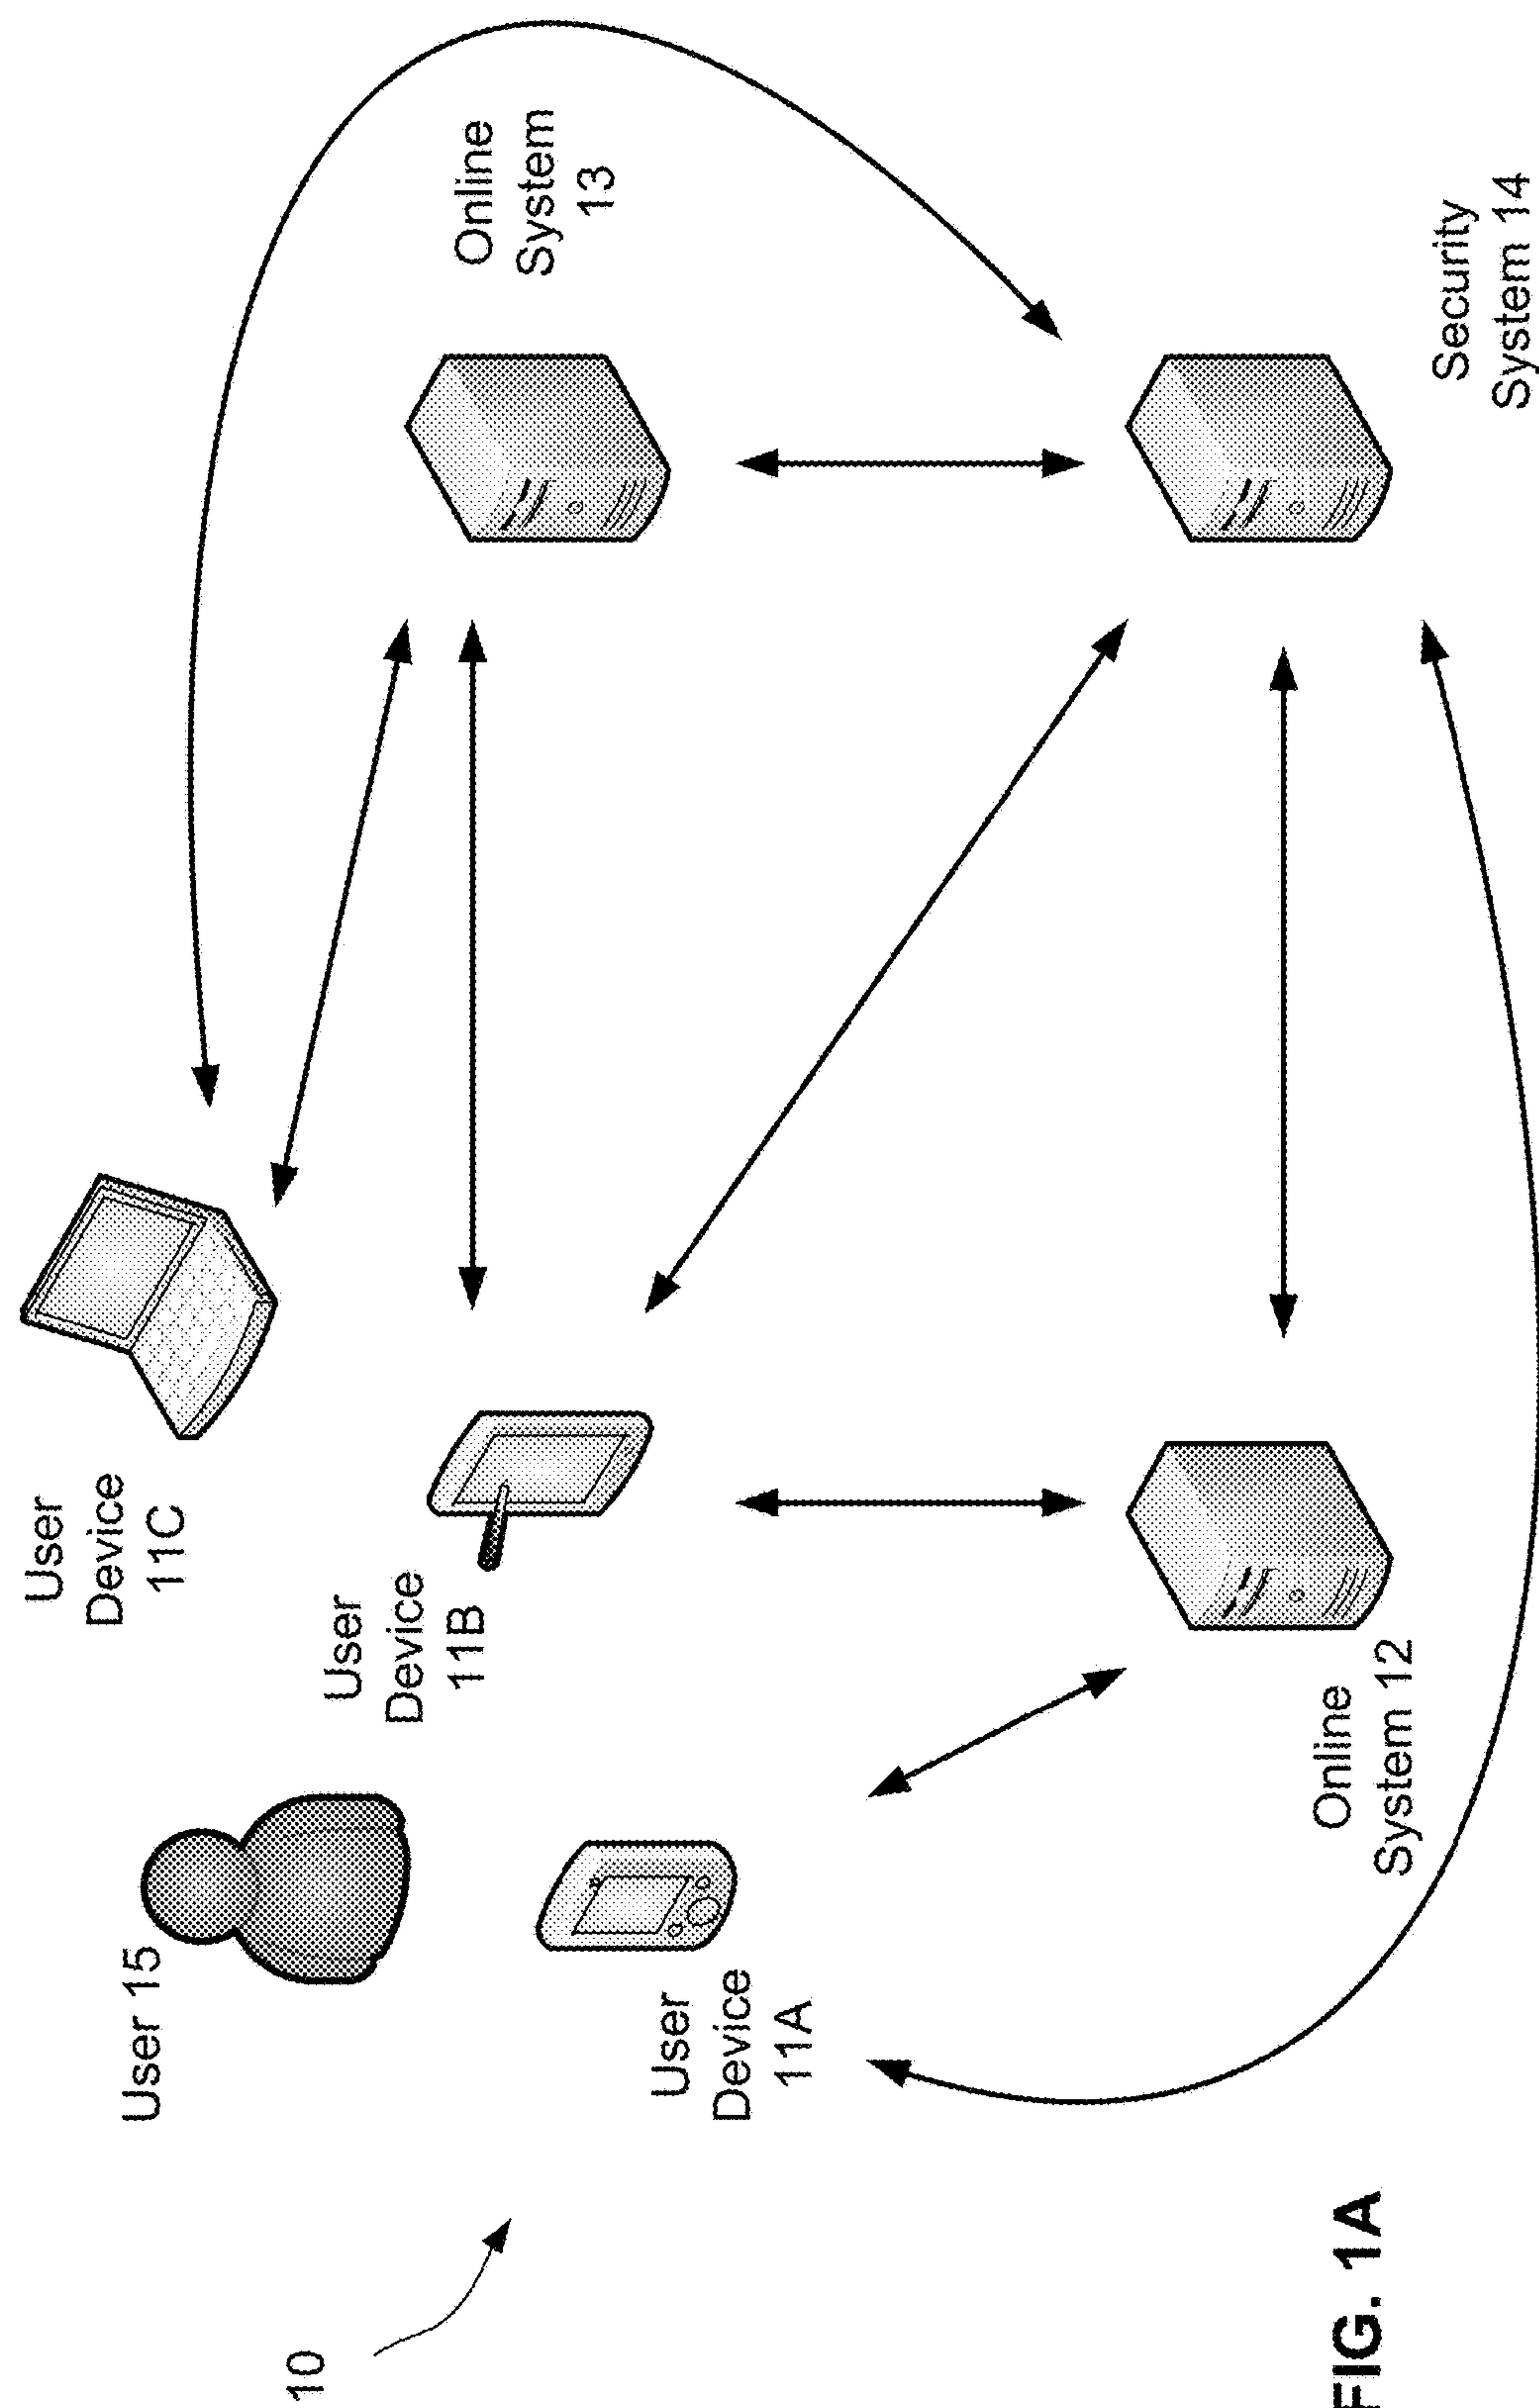 10
User 15
User
Device
11C
User
Device
11B
Online
System
13
User
Device
11A
Online
System 12
Security
System 14
FIG. 1A